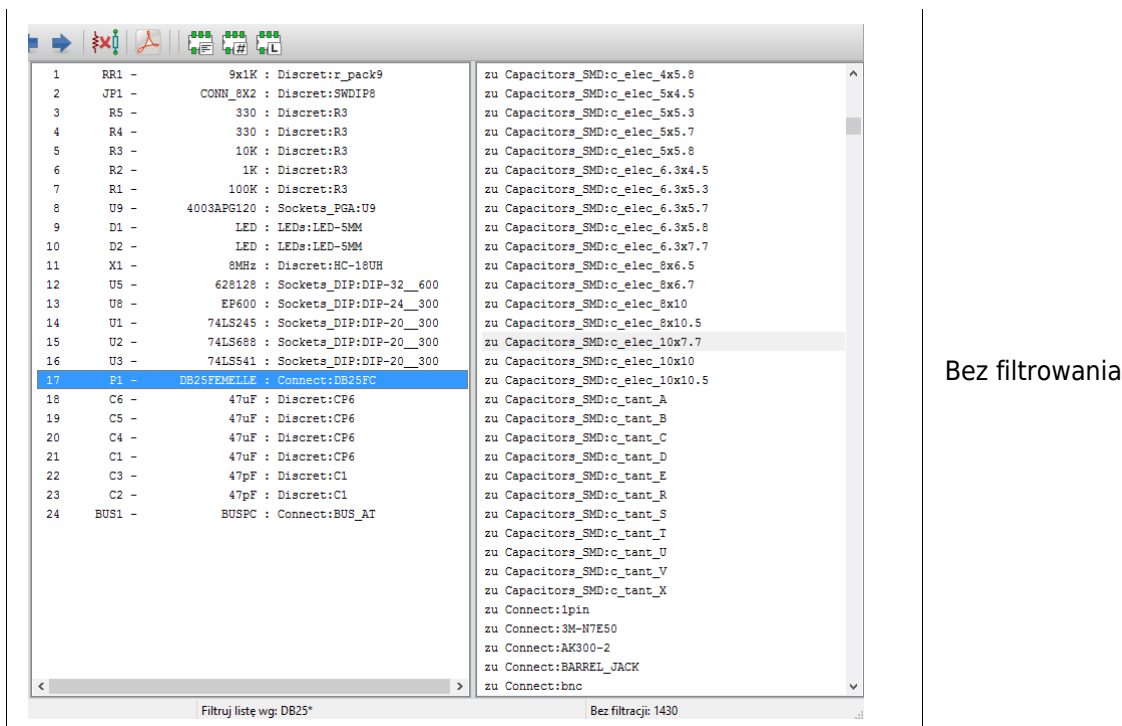 1 RR1 - 9x1K : Discret:r_pack9
2 JP1 - CONN_8X2 : Discret:SWDIP8
3 R5 - 330 : Discret:R3
4 R4 - 330 : Discret:R3
5 R3 - 10K : Discret:R3
6 R2 - 1K : Discret:R3
7 R1 - 100K : Discret:R3
8 U9 - 4003APG120 : Sockets_PGA:U9
9 D1 - LED : LEDs:LED-5MM
10 D2 - LED : LEDs:LED-5MM
11 X1 - 8MHz : Discret:HC-18UH
12 U5 - 628128 : Sockets_DIP:DIP-32__600
13 U8 - EP600 : Sockets_DIP:DIP-24__300
14 U1 - 74LS245 : Sockets_DIP:DIP-20__300
15 U2 - 74LS688 : Sockets_DIP:DIP-20__300
16 U3 - 74LS541 : Sockets_DIP:DIP-20__300
17 P1 - DB25FEMELLE : Connect:DB25FC
18 C6 - 47uF : Discret:CP6
19 C5 - 47uF : Discret:CP6
20 C4 - 47uF : Discret:CP6
21 C1 - 47uF : Discret:CP6
22 C3 - 47pF : Discret:C1
23 C2 - 47pF : Discret:C1
24 BUS1 - BUSPC : Connect:BUS_AT
zu Capacitors_SMD:c_elec_4x5.8
zu Capacitors_SMD:c_elec_5x4.5
zu Capacitors_SMD:c_elec_5x5.3
zu Capacitors_SMD:c_elec_5x5.7
zu Capacitors_SMD:c_elec_5x5.8
zu Capacitors_SMD:c_elec_6.3x4.5
zu Capacitors_SMD:c_elec_6.3x5.3
zu Capacitors_SMD:c_elec_6.3x5.7
zu Capacitors_SMD:c_elec_6.3x5.8
zu Capacitors_SMD:c_elec_6.3x7.7
zu Capacitors_SMD:c_elec_8x6.5
zu Capacitors_SMD:c_elec_8x6.7
zu Capacitors_SMD:c_elec_8x10
zu Capacitors_SMD:c_elec_8x10.5
zu Capacitors_SMD:c_elec_10x7.7
zu Capacitors_SMD:c_elec_10x10
zu Capacitors_SMD:c_elec_10x10.5
zu Capacitors_SMD:c_tant_A
zu Capacitors_SMD:c_tant_B
zu Capacitors_SMD:c_tant_C
zu Capacitors_SMD:c_tant_D
zu Capacitors_SMD:c_tant_E
zu Capacitors_SMD:c_tant_R
zu Capacitors_SMD:c_tant_S
zu Capacitors_SMD:c_tant_T
zu Capacitors_SMD:c_tant_U
zu Capacitors_SMD:c_tant_V
zu Capacitors_SMD:c_tant_X
zu Connect:1pin
zu Connect:3M-N7E50
zu Connect:AK300-2
zu Connect:BARREL_JACK
zu Connect:bnc
Filtruj listę wg: DB25*
Bez filtracji: 1430
Bez filtrowania